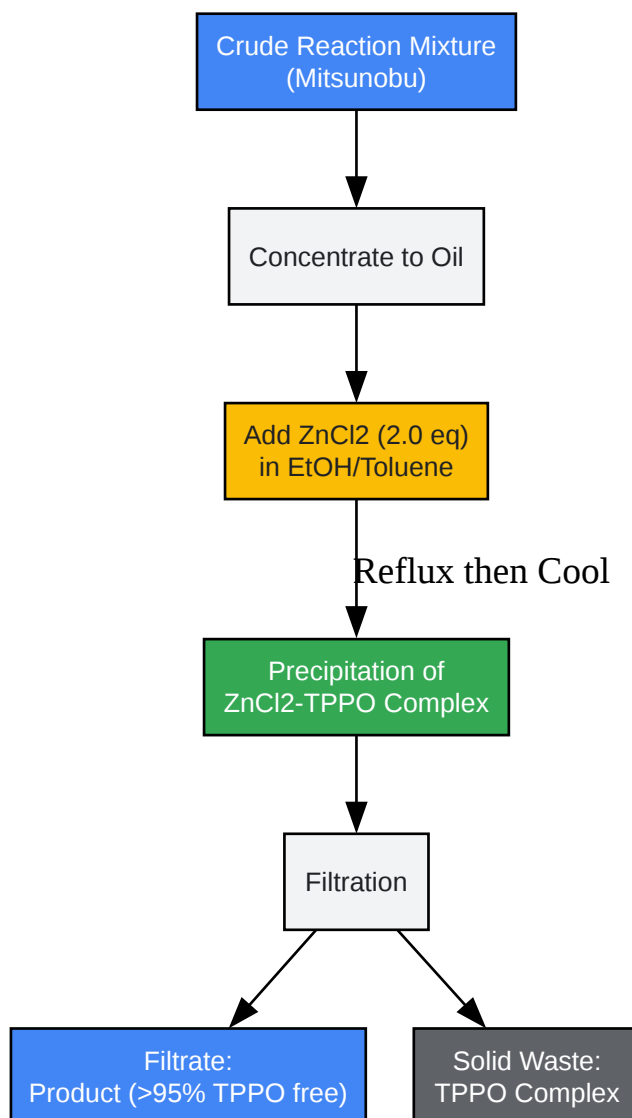 Crude Reaction Mixture
(Mitsunobu)
Concentrate to Oil
Add ZnCl2 (2.0 eq)
in EtOH/Toluene
Reflux then Cool
Precipitation of
ZnCl2-TPPO Complex
Filtration
Filtrate:
Product (>95% TPPO free)
Solid Waste:
TPPO Complex